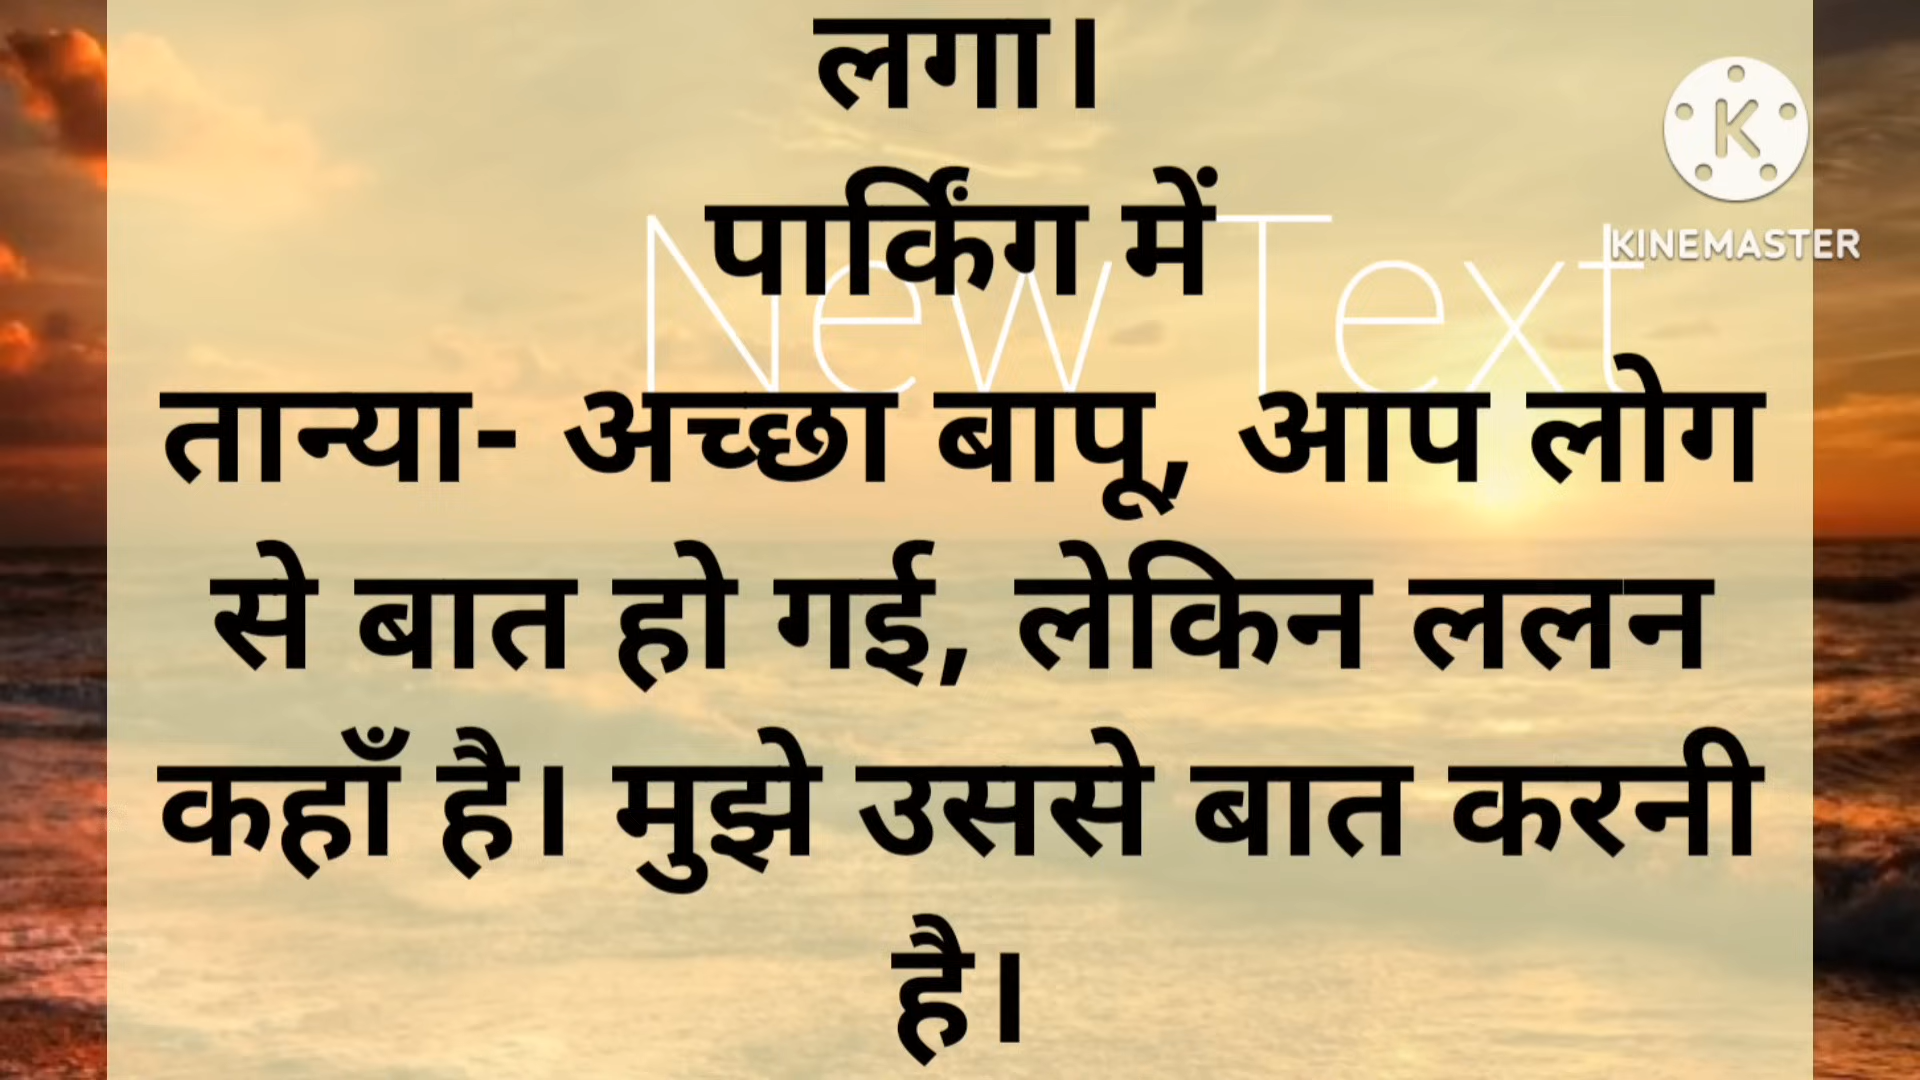 लगा।
पार्किंग में
New Text
KINEMASTER
तान्या- अच्छा बापू, आप लोग
से बात हो गई, लेकिन ललन
कहाँ है। मुझे उससे बात करनी
है।